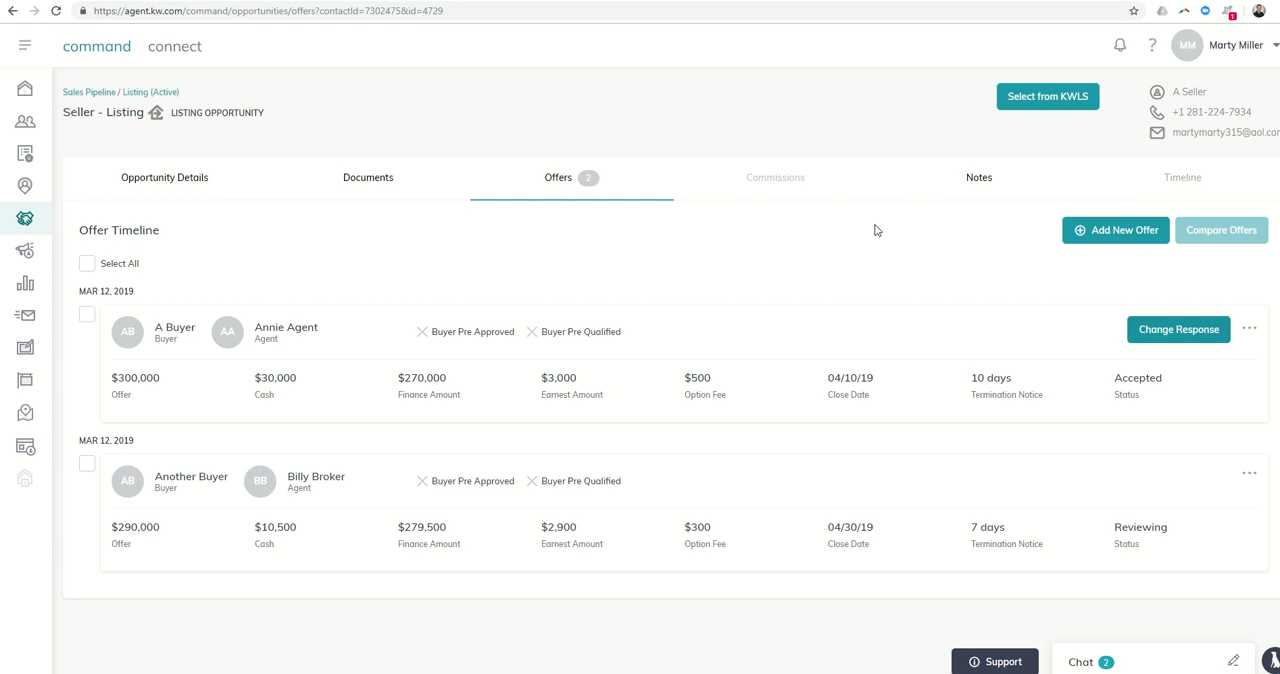 https://agent.kw.com/command/opportunities/offers?contactId=7302475&id=4729
1
command connect
MM Marty Miller
Sales Pipeline / Listing (Active)
Seller - Listing LISTING OPPORTUNITY
Select from KWLS
A Seller
+1 281-224-7934
martymarty315@aol.com
Opportunity Details Documents Offers 2 Commissions Notes Timeline
Offer Timeline
Add New Offer Compare Offers
Select All
MAR 12, 2019
AB A Buyer AA Annie Agent Buyer Pre Approved Buyer Pre Qualified Change Response
Buyer Agent
$300,000 $30,000 $270,000 $3,000 $500 04/10/19 10 days Accepted
Offer Cash Finance Amount Earnest Amount Option Fee Close Date Termination Notice Status
MAR 12, 2019
AB Another Buyer BB Billy Broker Buyer Pre Approved Buyer Pre Qualified
Buyer Agent
$290,000 $10,500 $279,500 $2,900 $300 04/30/19 7 days Reviewing
Offer Cash Finance Amount Earnest Amount Option Fee Close Date Termination Notice Status
Support Chat 2